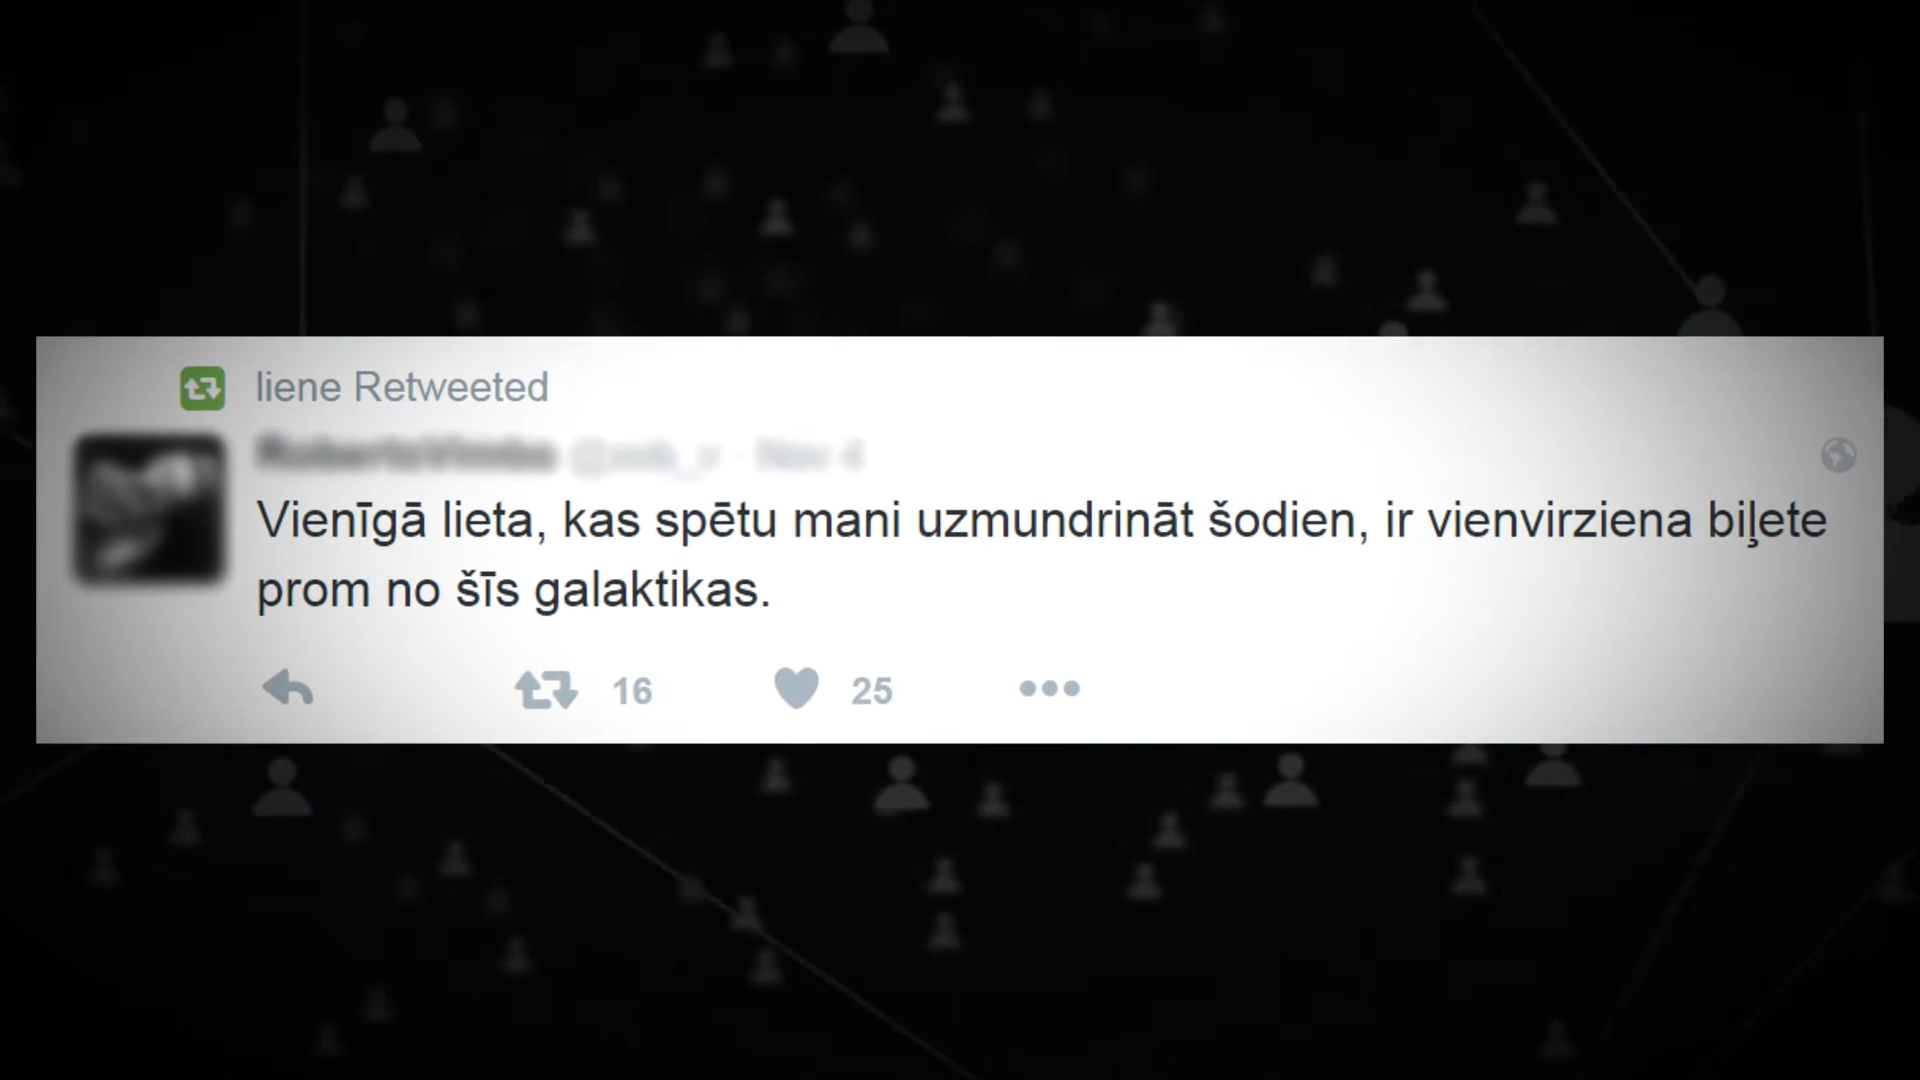 liene Retweeted
Vienīgā lieta, kas spētu mani uzmundrināt šodien, ir vienvirziena biļete
prom no šīs galaktikas.
16 25